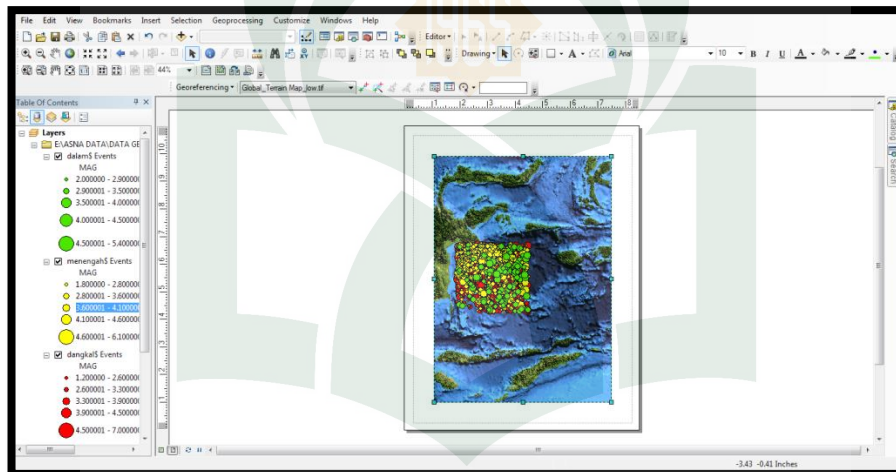 File Edit View Bookmarks Insert Selection Geoprocessing Customize Windows Help
Editor
Drawing Arial 10 B I U A
44%
Georeferencing Global_Terrain Map_low.tif
Table Of Contents
Layers
E:\ASNA DATA\DATA GE
dalam$ Events
MAG
2.000000 - 2.900000
2.900001 - 3.500000
3.500001 - 4.000000
4.000001 - 4.500000
4.500001 - 5.400000
menengah$ Events
MAG
1.800000 - 2.800000
2.800001 - 3.600000
3.600001 - 4.100000
4.100001 - 4.600000
4.600001 - 6.100000
dangkal$ Events
MAG
1.200000 - 2.600000
2.600001 - 3.300000
3.300001 - 3.900000
3.900001 - 4.500000
4.500001 - 7.000000
Catalog
Search
-3.43 -0.41 Inches